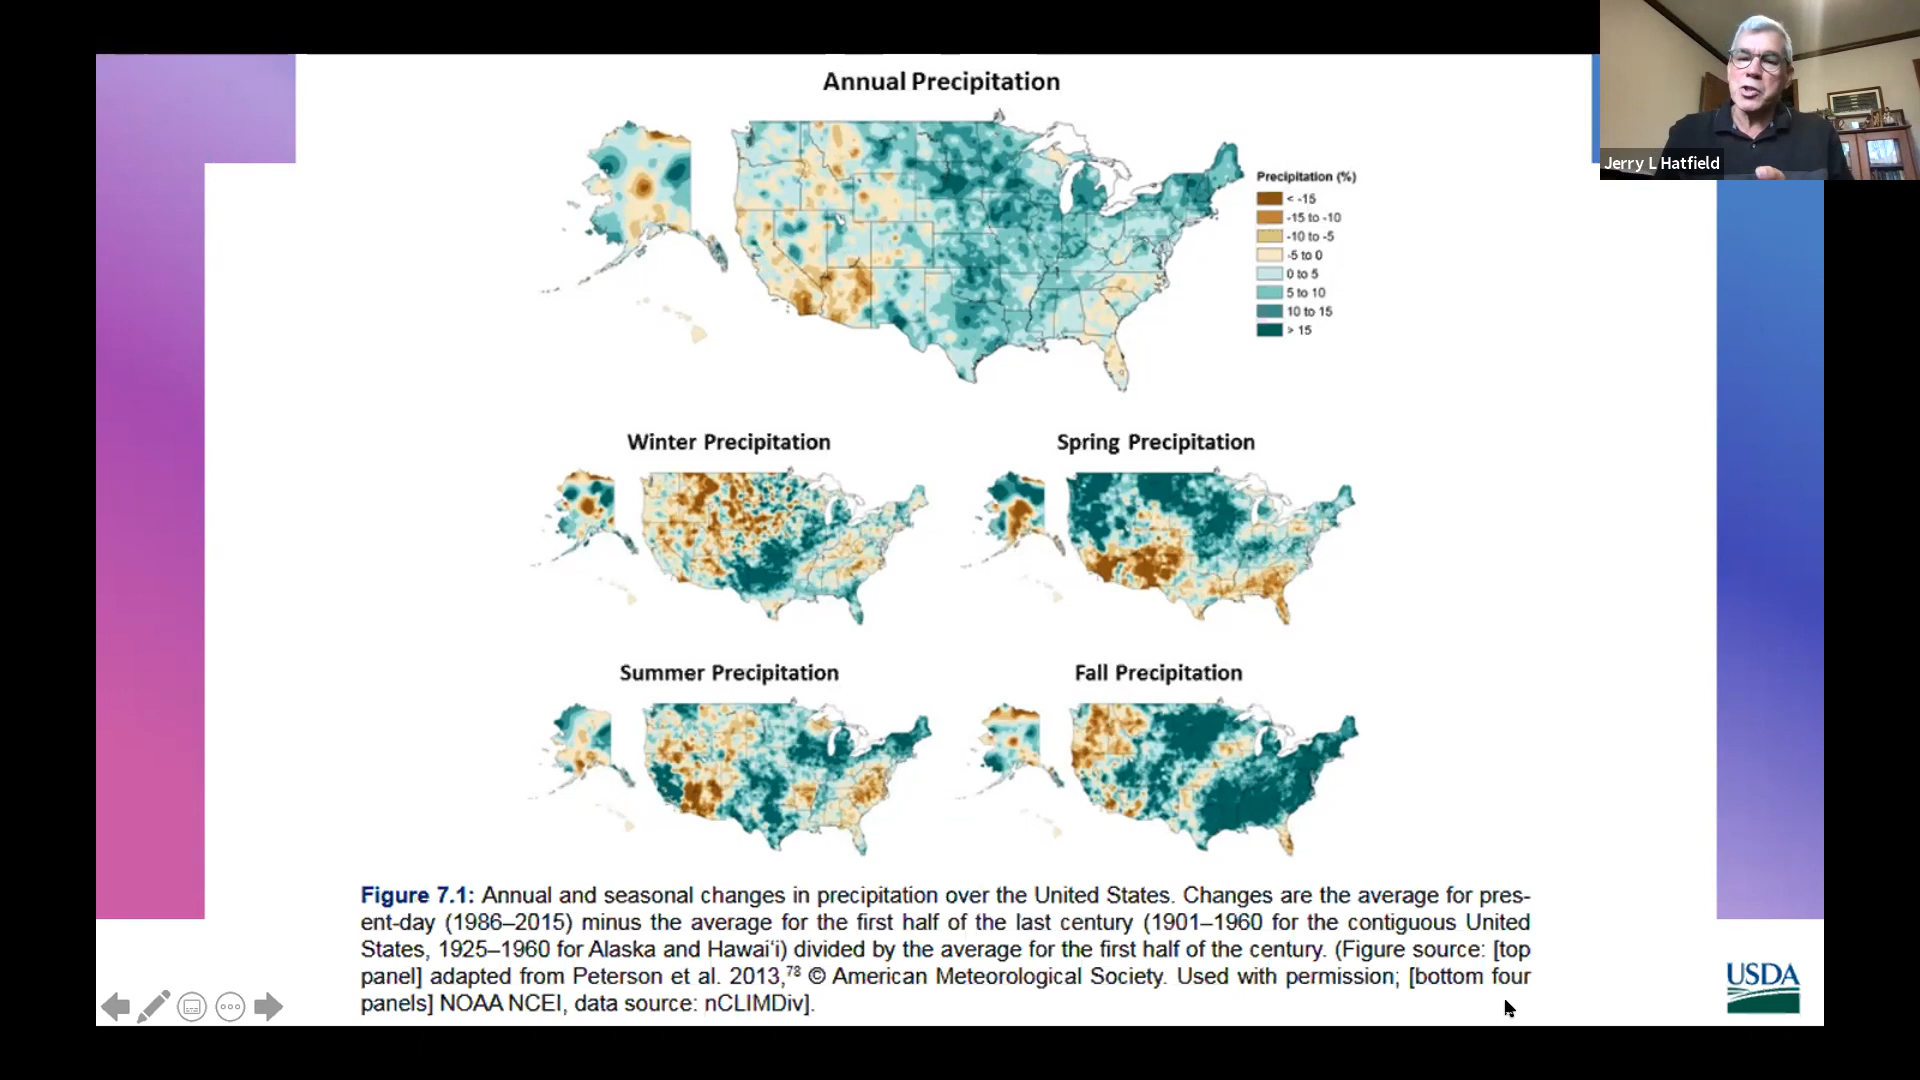 Annual Precipitation
Jerry L Hatfield
Precipitation (%)
< -15
-15 to -10
-10 to -5
-5 to 0
0 to 5
5 to 10
10 to 15
> 15
Winter Precipitation
Spring Precipitation
Summer Precipitation
Fall Precipitation
Figure 7.1: Annual and seasonal changes in precipitation over the United States. Changes are the average for pres-
ent-day (1986–2015) minus the average for the first half of the last century (1901–1960 for the contiguous United
States, 1925–1960 for Alaska and Hawai‘i) divided by the average for the first half of the century. (Figure source: [top
panel] adapted from Peterson et al. 2013,⁷⁸ © American Meteorological Society. Used with permission; [bottom four
panels] NOAA NCEI, data source: nCLIMDiv].
USDA